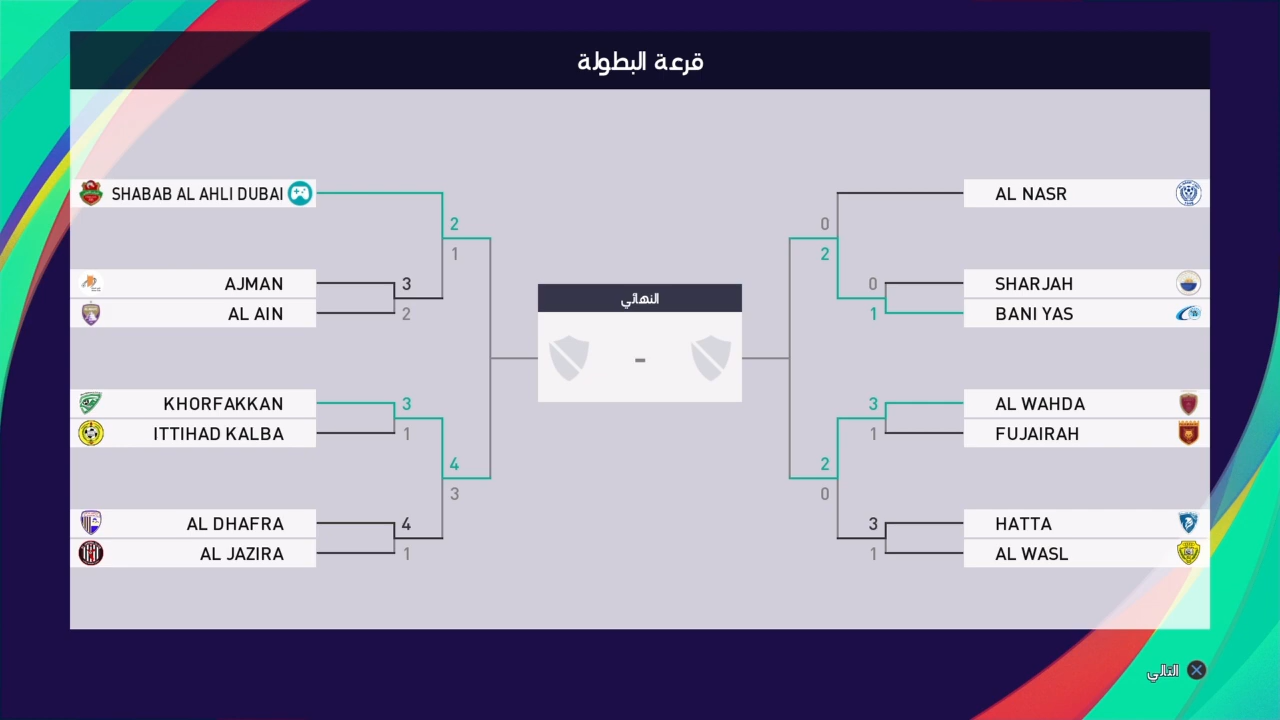 قرعة البطولة
SHABAB AL AHLI DUBAI
2
1
AJMAN 3
AL AIN 2
KHORFAKKAN 3
ITTIHAD KALBA 1
4
3
AL DHAFRA 4
AL JAZIRA 1
النهائي
-
AL NASR
0
2
0 SHARJAH
1 BANI YAS
3 AL WAHDA
1 FUJAIRAH
2
0
3 HATTA
1 AL WASL
التالي